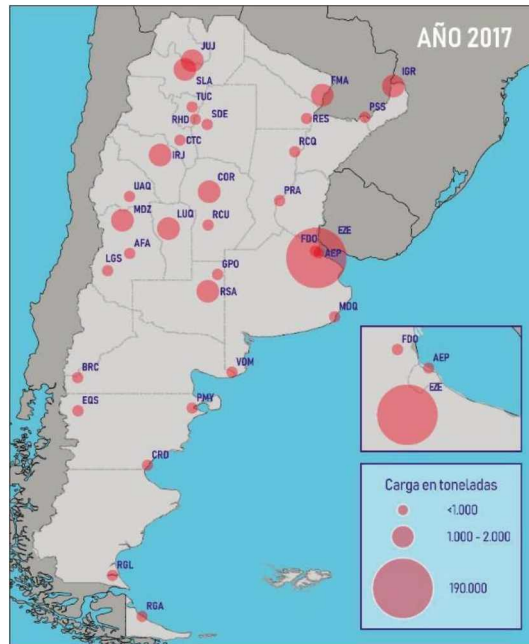 AÑO 2017
JUJ
SLA
FMA
IGR
TUC
PSS
RHD
SDE
RES
CTC
RCQ
IRJ
COR
UAQ
PRA
MDZ
LUQ
RCU
EZE
FDO
AEP
AFA
LGS
GPO
RSA
MDQ
BRC
VDM
EQS
PMY
CRD
RGL
RGA
FDO
AEP
EZE
Carga en toneladas
<1.000
1.000 - 2.000
190.000